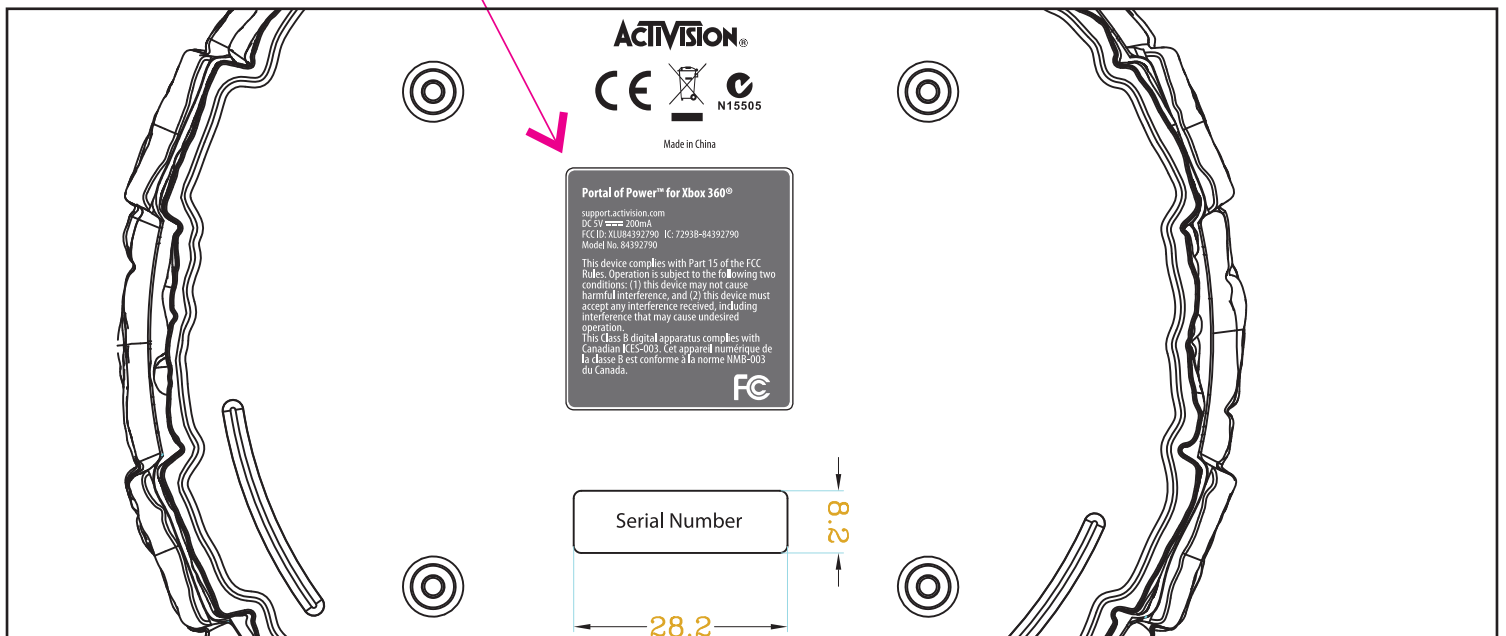 ACTIVISION®
CE
N15505
Made in China
Portal of Power™ for Xbox 360®
support.activision.com
DC 5V 200mA
FCC ID: XLU84392790 IC: 7293B-84392790
Model No. 84392790
This device complies with Part 15 of the FCC
Rules. Operation is subject to the following two
conditions: (1) this device may not cause
harmful interference, and (2) this device must
accept any interference received, including
interference that may cause undesired
operation.
This Class B digital apparatus complies with
Canadian ICES-003. Cet appareil numérique de
la classe B est conforme à la norme NMB-003
du Canada.
FC
Serial Number
8.2
28.2